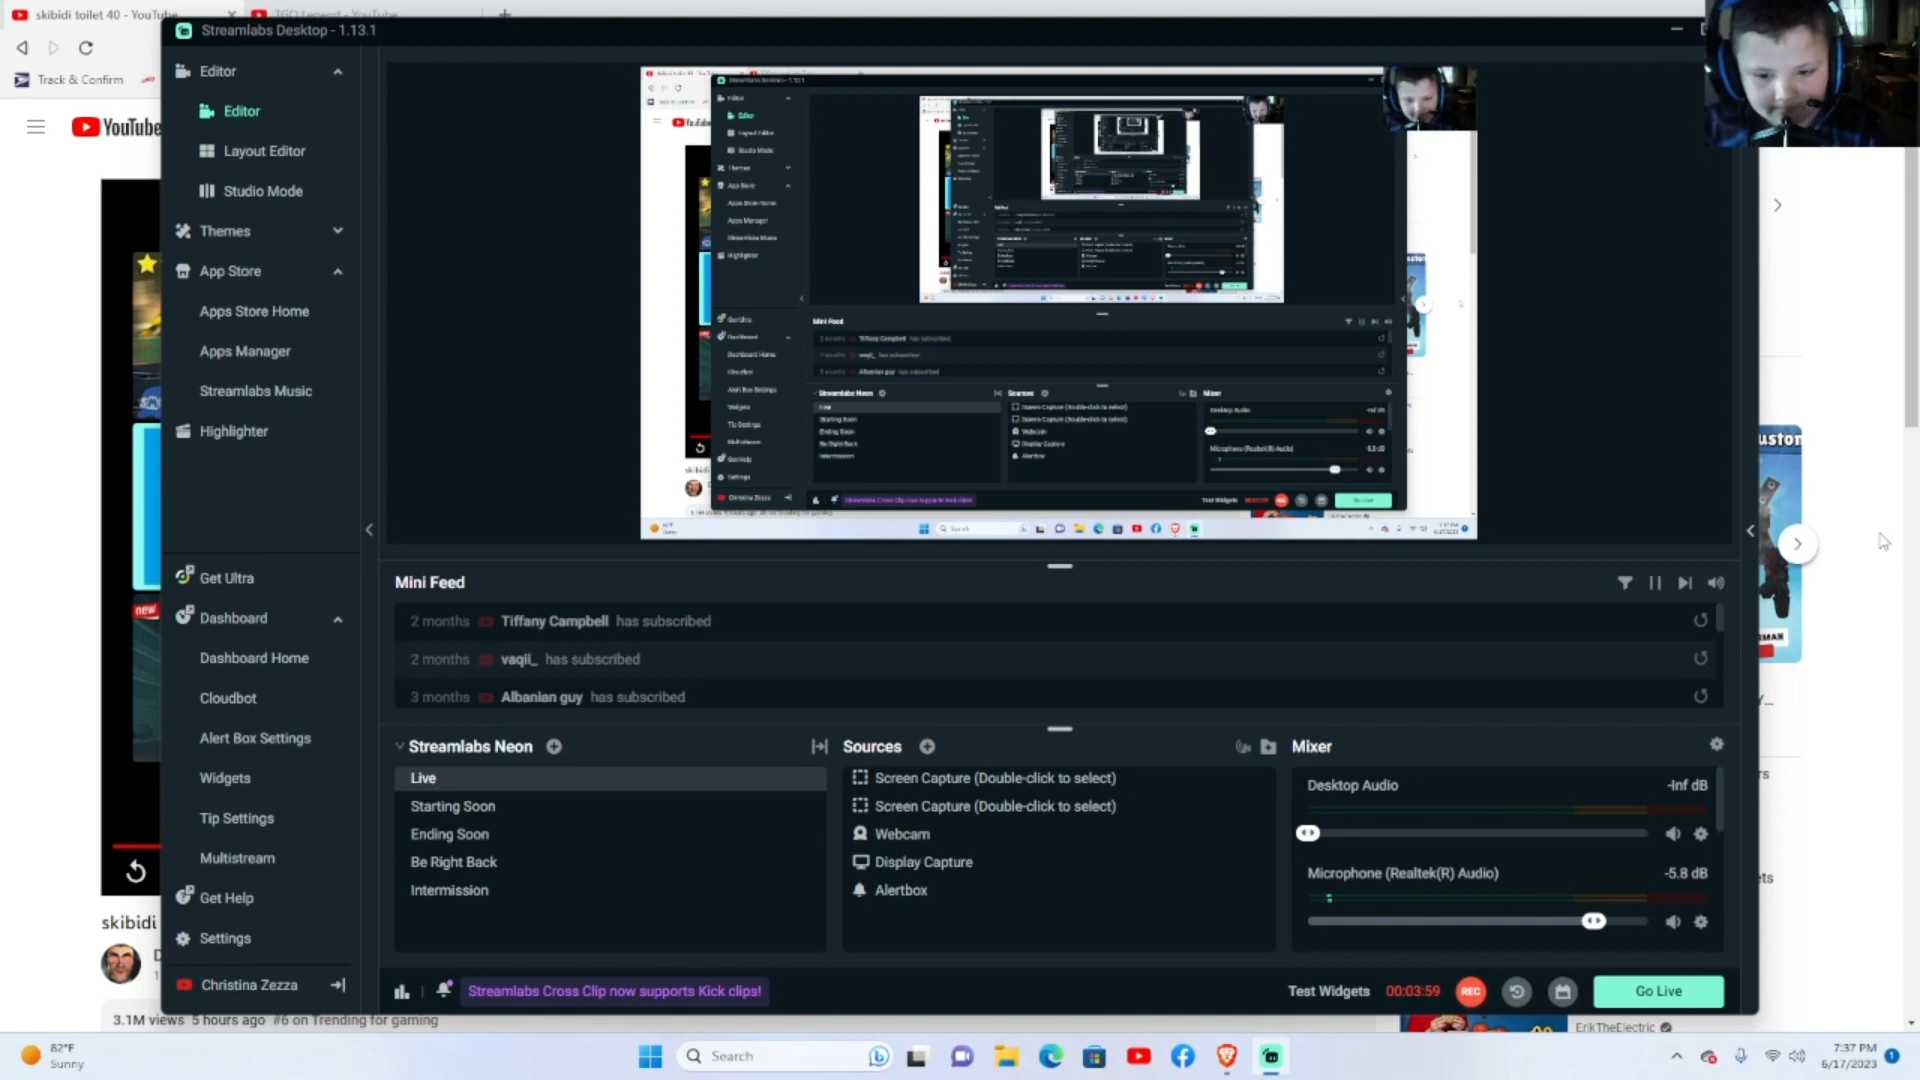 skibidi toilet 40 - YouTube
TGO Legend - YouTube
Streamlabs Desktop - 1.13.1
Track & Confirm
YouTube
Editor
Editor
Layout Editor
Studio Mode
Themes
App Store
Apps Store Home
Apps Manager
Streamlabs Music
Highlighter
new
Get Ultra
Dashboard
Dashboard Home
Cloudbot
Alert Box Settings
Widgets
Tip Settings
Multistream
Get Help
Settings
Christina Zezza
Mini Feed
2 months Tiffany Campbell has subscribed
2 months vaqii_ has subscribed
3 months Albanian guy has subscribed
Streamlabs Neon
Live
Starting Soon
Ending Soon
Be Right Back
Intermission
Sources
Screen Capture (Double-click to select)
Screen Capture (Double-click to select)
Webcam
Display Capture
Alertbox
Mixer
Desktop Audio -Inf dB
Microphone (Realtek(R) Audio) -5.8 dB
Streamlabs Cross Clip now supports Kick clips!
Test Widgets 00:03:59 REC Go Live
skibidi
3.1M views 5 hours ago #6 on Trending for gaming
ErikTheElectric
82°F
Sunny
Search
7:37 PM
6/17/2023
1